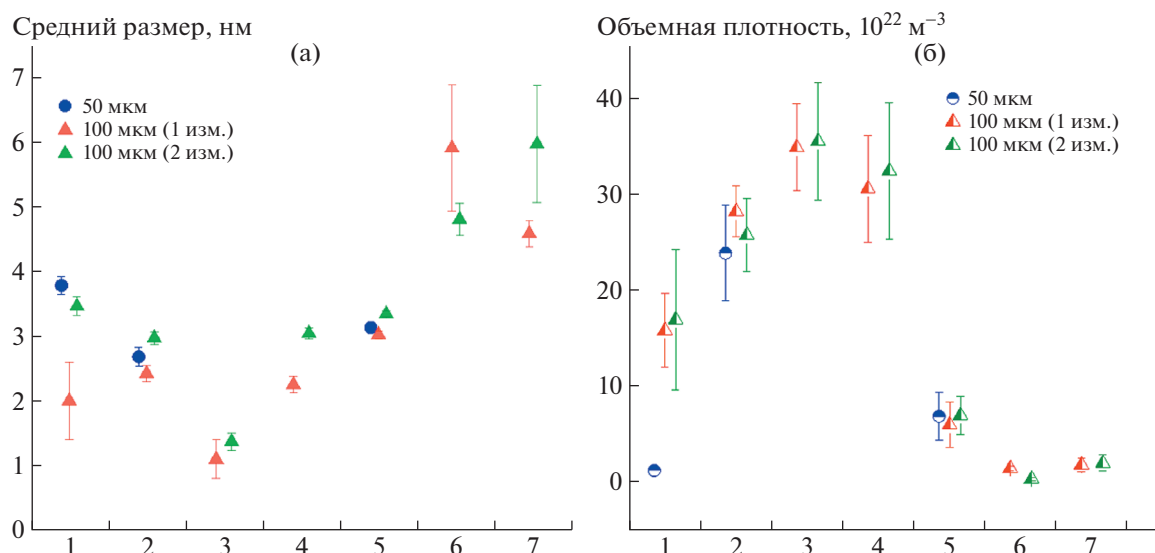 Средний размер, нм
(а)
7
6
5
4
3
2
1
0
50 мкм
100 мкм (1 изм.)
100 мкм (2 изм.)
1 2 3 4 5 6 7
Объемная плотность, 10²² м⁻³
(б)
40
30
20
10
0
50 мкм
100 мкм (1 изм.)
100 мкм (2 изм.)
1 2 3 4 5 6 7